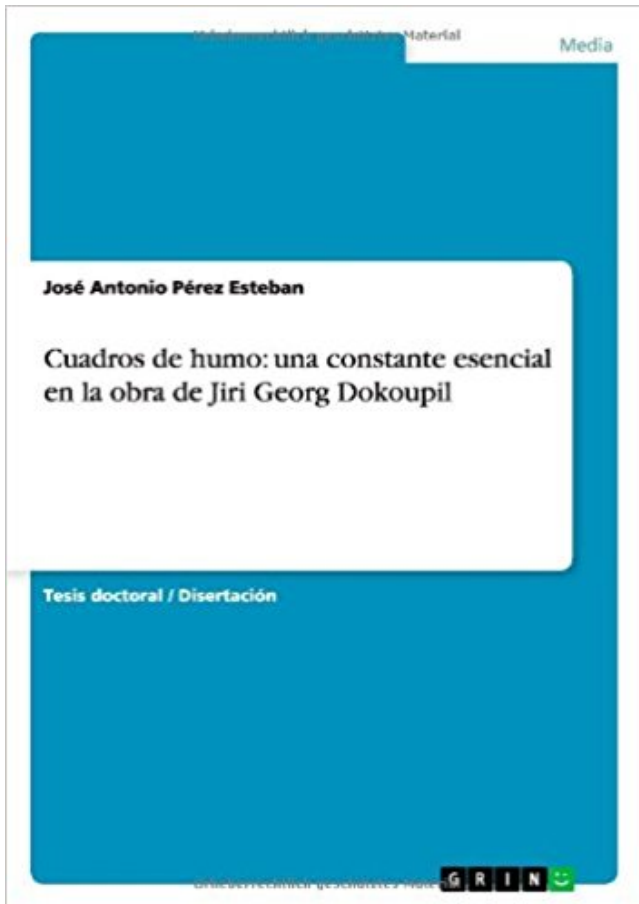 Material
Media
José Antonio Pérez Esteban
Cuadros de humo: una constante esencial
en la obra de Jiri Georg Dokoupil
Tesis doctoral / Disertación
GRIN